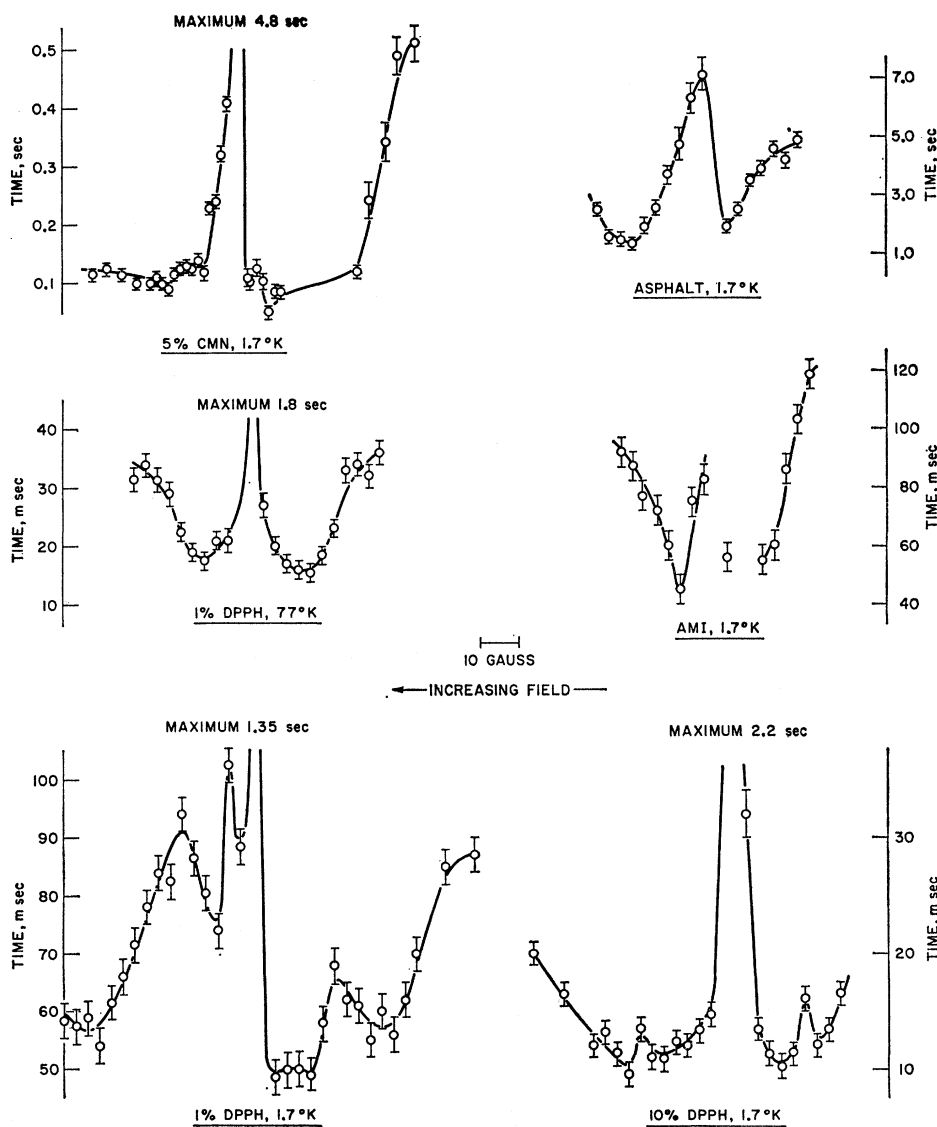 MAXIMUM 4.8 sec
TIME, sec
0.5
0.4
0.3
0.2
0.1
5% CMN, 1.7°K
7.0
5.0
3.0
1.0
TIME, sec
ASPHALT, 1.7°K
MAXIMUM 1.8 sec
TIME, m sec
40
30
20
10
1% DPPH, 77°K
120
100
80
60
40
TIME, m sec
AMI, 1.7°K
10 GAUSS
INCREASING FIELD
MAXIMUM 1.35 sec
TIME, m sec
100
90
80
70
60
50
1% DPPH, 1.7°K
MAXIMUM 2.2 sec
30
20
10
TIME, m sec
10% DPPH, 1.7°K